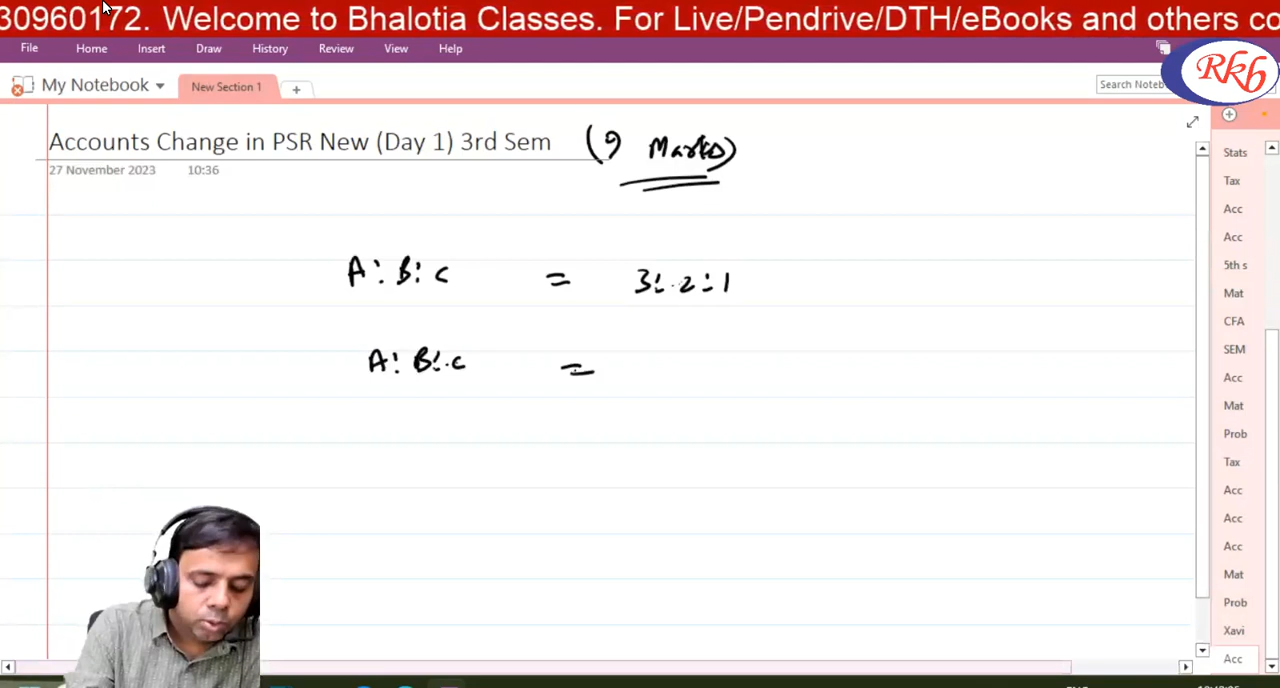 30960172. Welcome to Bhalotia Classes. For Live/Pendrive/DTH/eBooks and others co
File Home Insert Draw History Review View Help
Rkb
My Notebook New Section 1 + Search Noteb
Accounts Change in PSR New (Day 1) 3rd Sem (9 Marks)
27 November 2023 10:36
A:B:C = 3:2:1
A:B:C =
Stats
Tax
Acc
Acc
5th s
Mat
CFA
SEM
Acc
Mat
Prob
Tax
Acc
Acc
Acc
Mat
Prob
Xavi
Acc